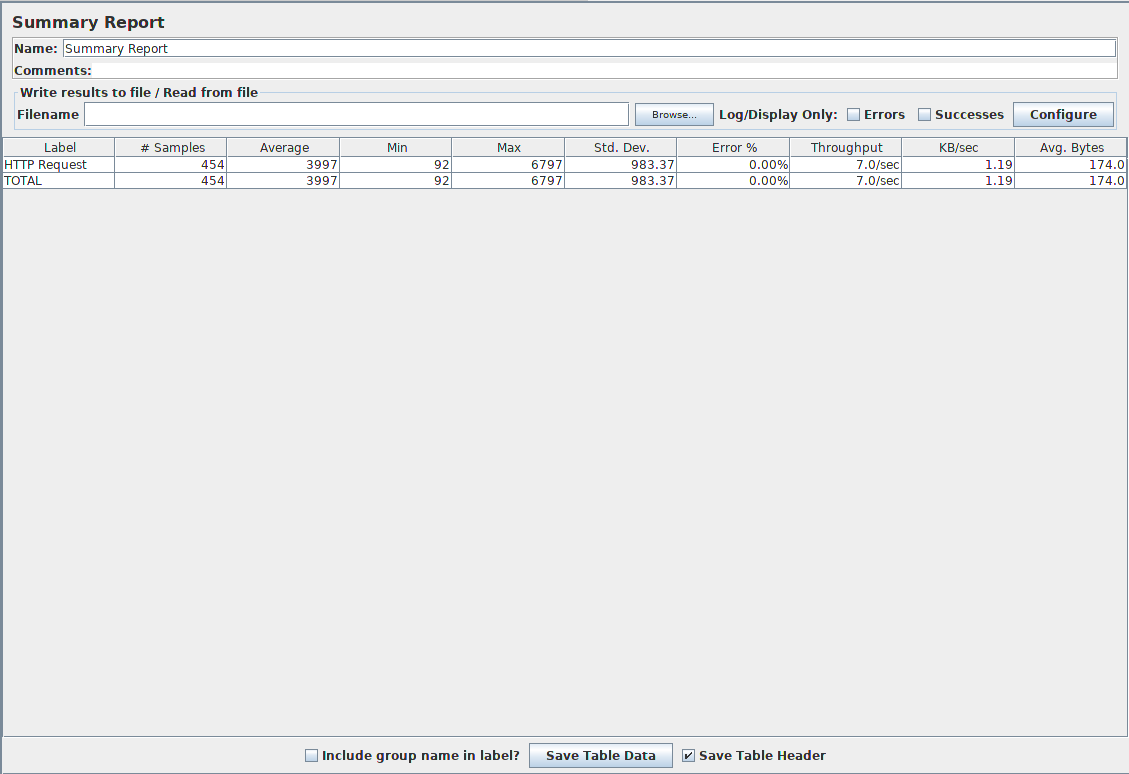 Summary Report
Name: Summary Report
Comments:
Write results to file / Read from file
Filename Browse... Log/Display Only: Errors Successes Configure
Label # Samples Average Min Max Std. Dev. Error % Throughput KB/sec Avg. Bytes
HTTP Request 454 3997 92 6797 983.37 0.00% 7.0/sec 1.19 174.0
TOTAL 454 3997 92 6797 983.37 0.00% 7.0/sec 1.19 174.0
Include group name in label? Save Table Data Save Table Header